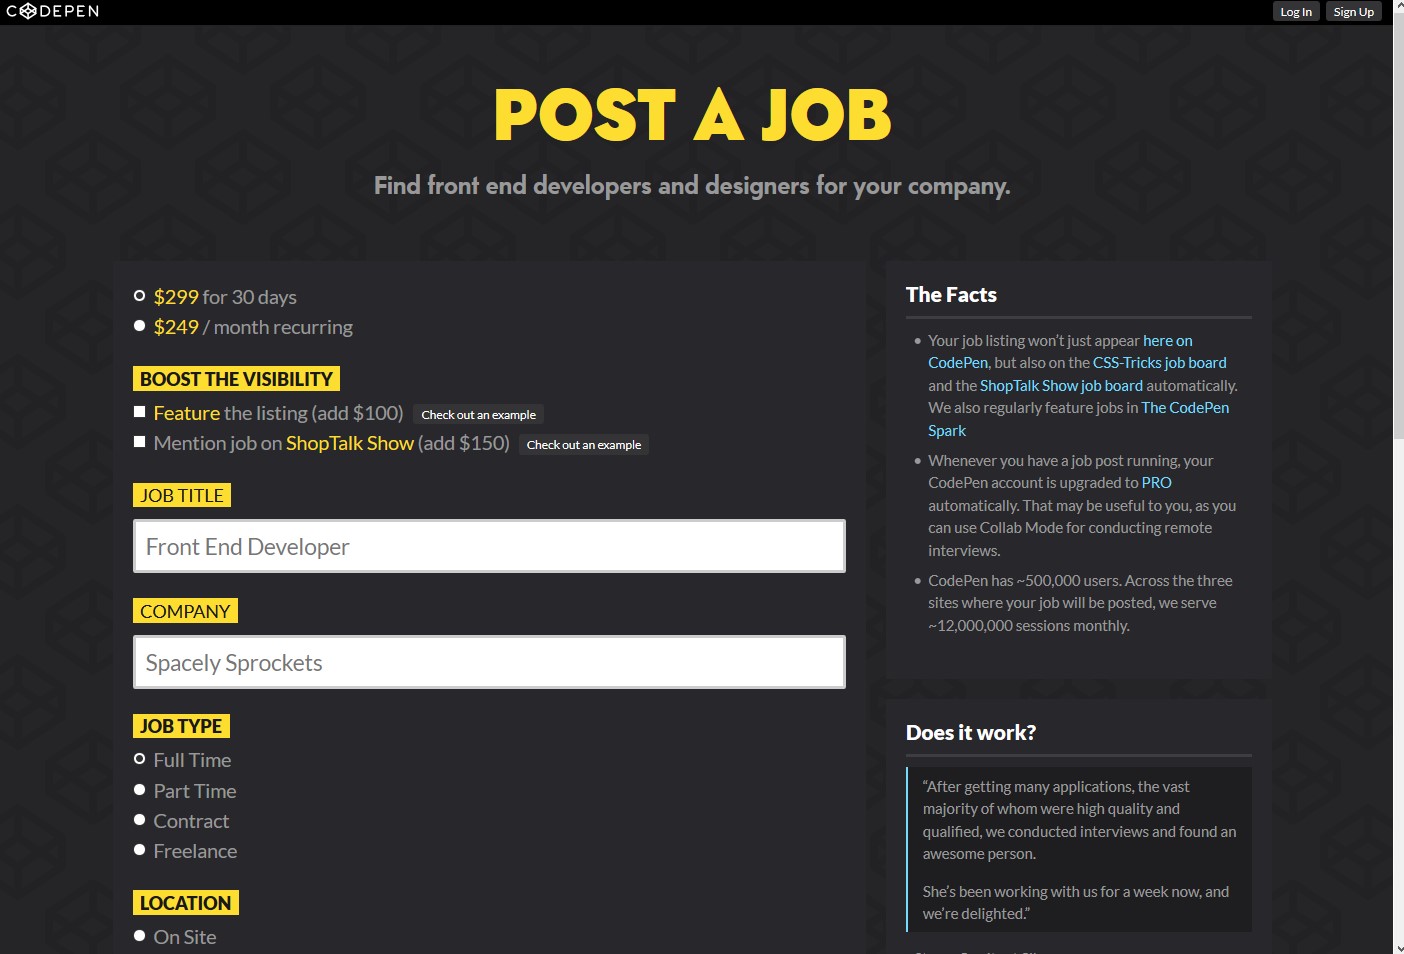 CODEPEN
Log In
Sign Up
POST A JOB
Find front end developers and designers for your company.
$299 for 30 days
$249 / month recurring
BOOST THE VISIBILITY
Feature the listing (add $100) Check out an example
Mention job on ShopTalk Show (add $150) Check out an example
JOB TITLE
Front End Developer
COMPANY
Spacely Sprockets
JOB TYPE
Full Time
Part Time
Contract
Freelance
LOCATION
On Site
The Facts
Your job listing won’t just appear here on
CodePen, but also on the CSS-Tricks job board
and the ShopTalk Show job board automatically.
We also regularly feature jobs in The CodePen
Spark
Whenever you have a job post running, your
CodePen account is upgraded to PRO
automatically. That may be useful to you, as you
can use Collab Mode for conducting remote
interviews.
CodePen has ~500,000 users. Across the three
sites where your job will be posted, we serve
~12,000,000 sessions monthly.
Does it work?
“After getting many applications, the vast
majority of whom were high quality and
qualified, we conducted interviews and found an
awesome person.
She’s been working with us for a week now, and
we’re delighted.”